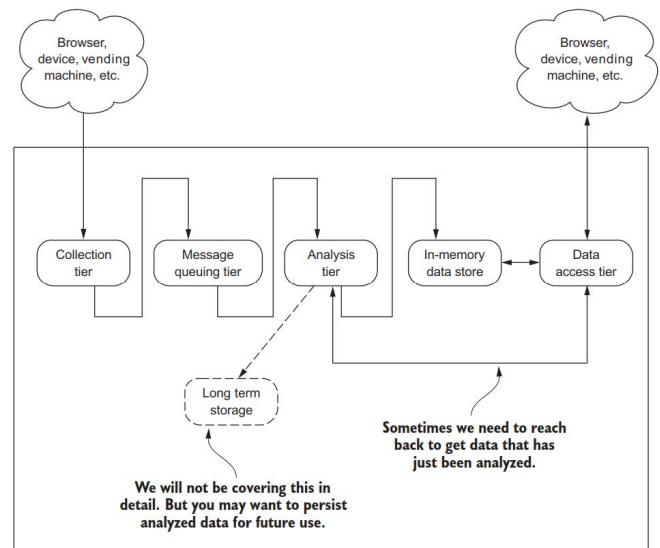 Browser,
device, vending
machine, etc.
Browser,
device, vending
machine, etc.
Collection
tier
Message
queuing tier
Analysis
tier
In-memory
data store
Data
access tier
Long term
storage
Sometimes we need to reach
back to get data that has
just been analyzed.
We will not be covering this in
detail. But you may want to persist
analyzed data for future use.